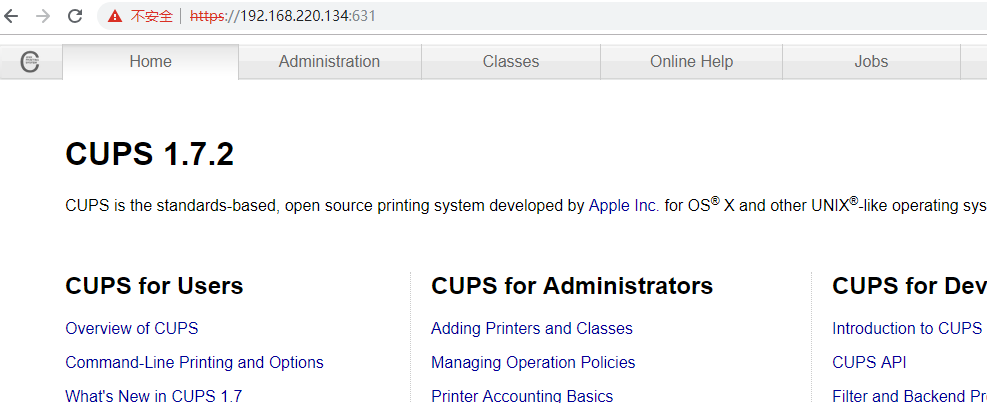 不安全 | https://192.168.220.134:631
Home Administration Classes Online Help Jobs
CUPS 1.7.2
CUPS is the standards-based, open source printing system developed by Apple Inc. for OS® X and other UNIX®-like operating sys
CUPS for Users
Overview of CUPS
Command-Line Printing and Options
What's New in CUPS 1.7
CUPS for Administrators
Adding Printers and Classes
Managing Operation Policies
Printer Accounting Basics
CUPS for Dev
Introduction to CUPS
CUPS API
Filter and Backend Pr